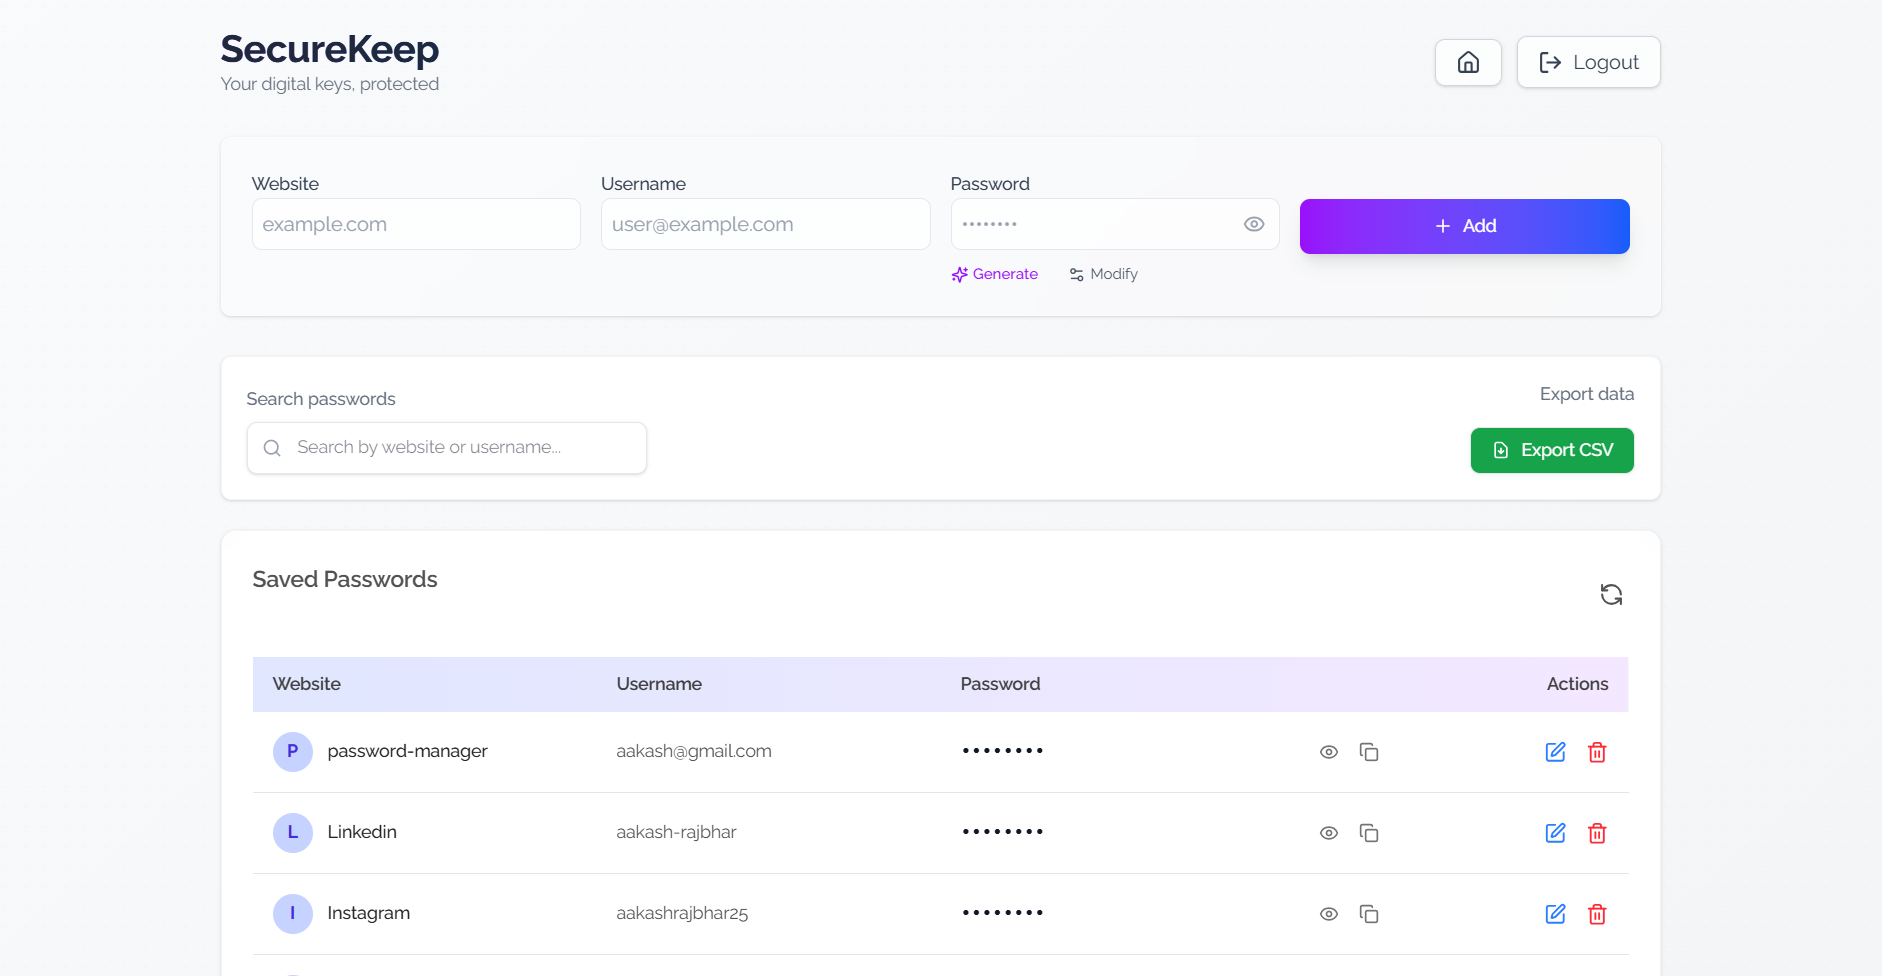 SecureKeep
Your digital keys, protected
Logout
Website
Username
Password
example.com
user@example.com
••••••••
Add
Generate
Modify
Search passwords
Export data
Search by website or username...
Export CSV
Saved Passwords
Website Username Password Actions
P password-manager aakash@gmail.com ••••••••
L Linkedin aakash-rajbhar ••••••••
I Instagram aakashrajbhar25 ••••••••